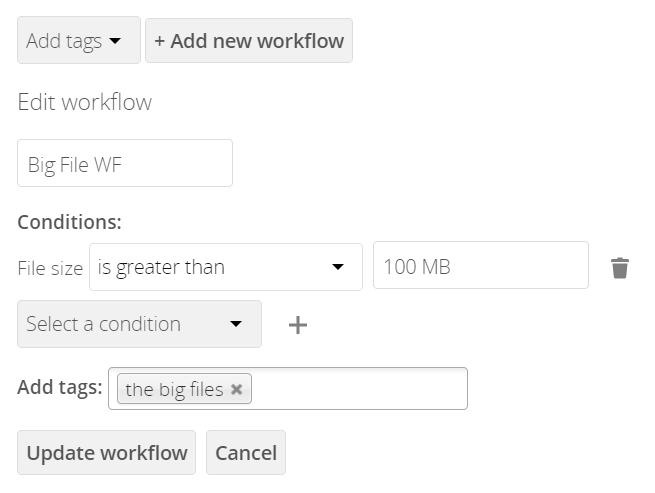 Add tags + Add new workflow
Edit workflow
Big File WF
Conditions:
File size is greater than 100 MB
Select a condition +
Add tags: the big files ×
Update workflow Cancel